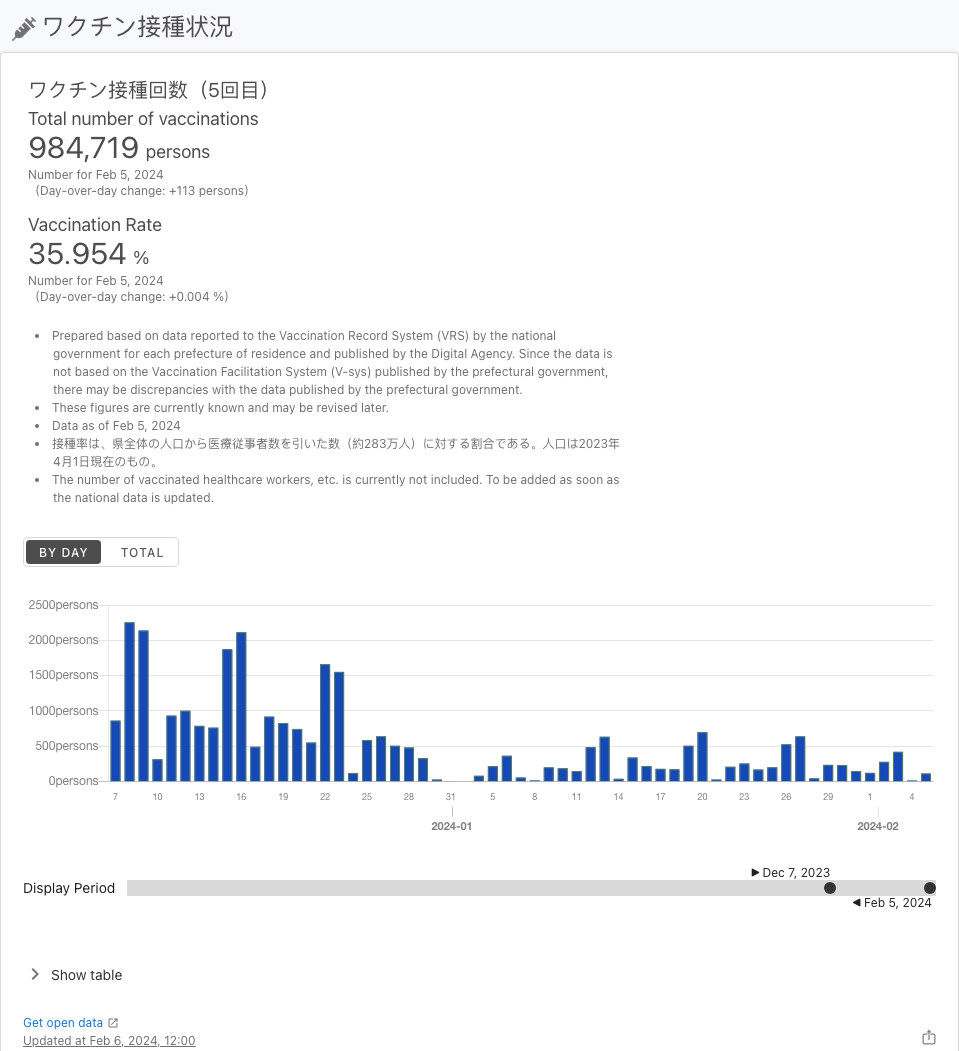 ワクチン接種状況
ワクチン接種回数（5回目）
Total number of vaccinations
984,719 persons
Number for Feb 5, 2024
（Day-over-day change: +113 persons）
Vaccination Rate
35.954 %
Number for Feb 5, 2024
（Day-over-day change: +0.004 %）
• Prepared based on data reported to the Vaccination Record System (VRS) by the national
government for each prefecture of residence and published by the Digital Agency. Since the data is
not based on the Vaccination Facilitation System (V-sys) published by the prefectural government,
there may be discrepancies with the data published by the prefectural government.
• These figures are currently known and may be revised later.
• Data as of Feb 5, 2024
• 接種率は、県全体の人口から医療従事者数を引いた数（約283万人）に対する割合である。人口は2023年
4月1日現在のもの。
• The number of vaccinated healthcare workers, etc. is currently not included. To be added as soon as
the national data is updated.
BY DAY TOTAL
2500persons
2000persons
1500persons
1000persons
500persons
0persons
7 10 13 16 19 22 25 28 31 5 8 11 14 17 20 23 26 29 1 4
2024-01 2024-02
Dec 7, 2023
Display Period
Feb 5, 2024
Show table
Get open data
Updated at Feb 6, 2024, 12:00